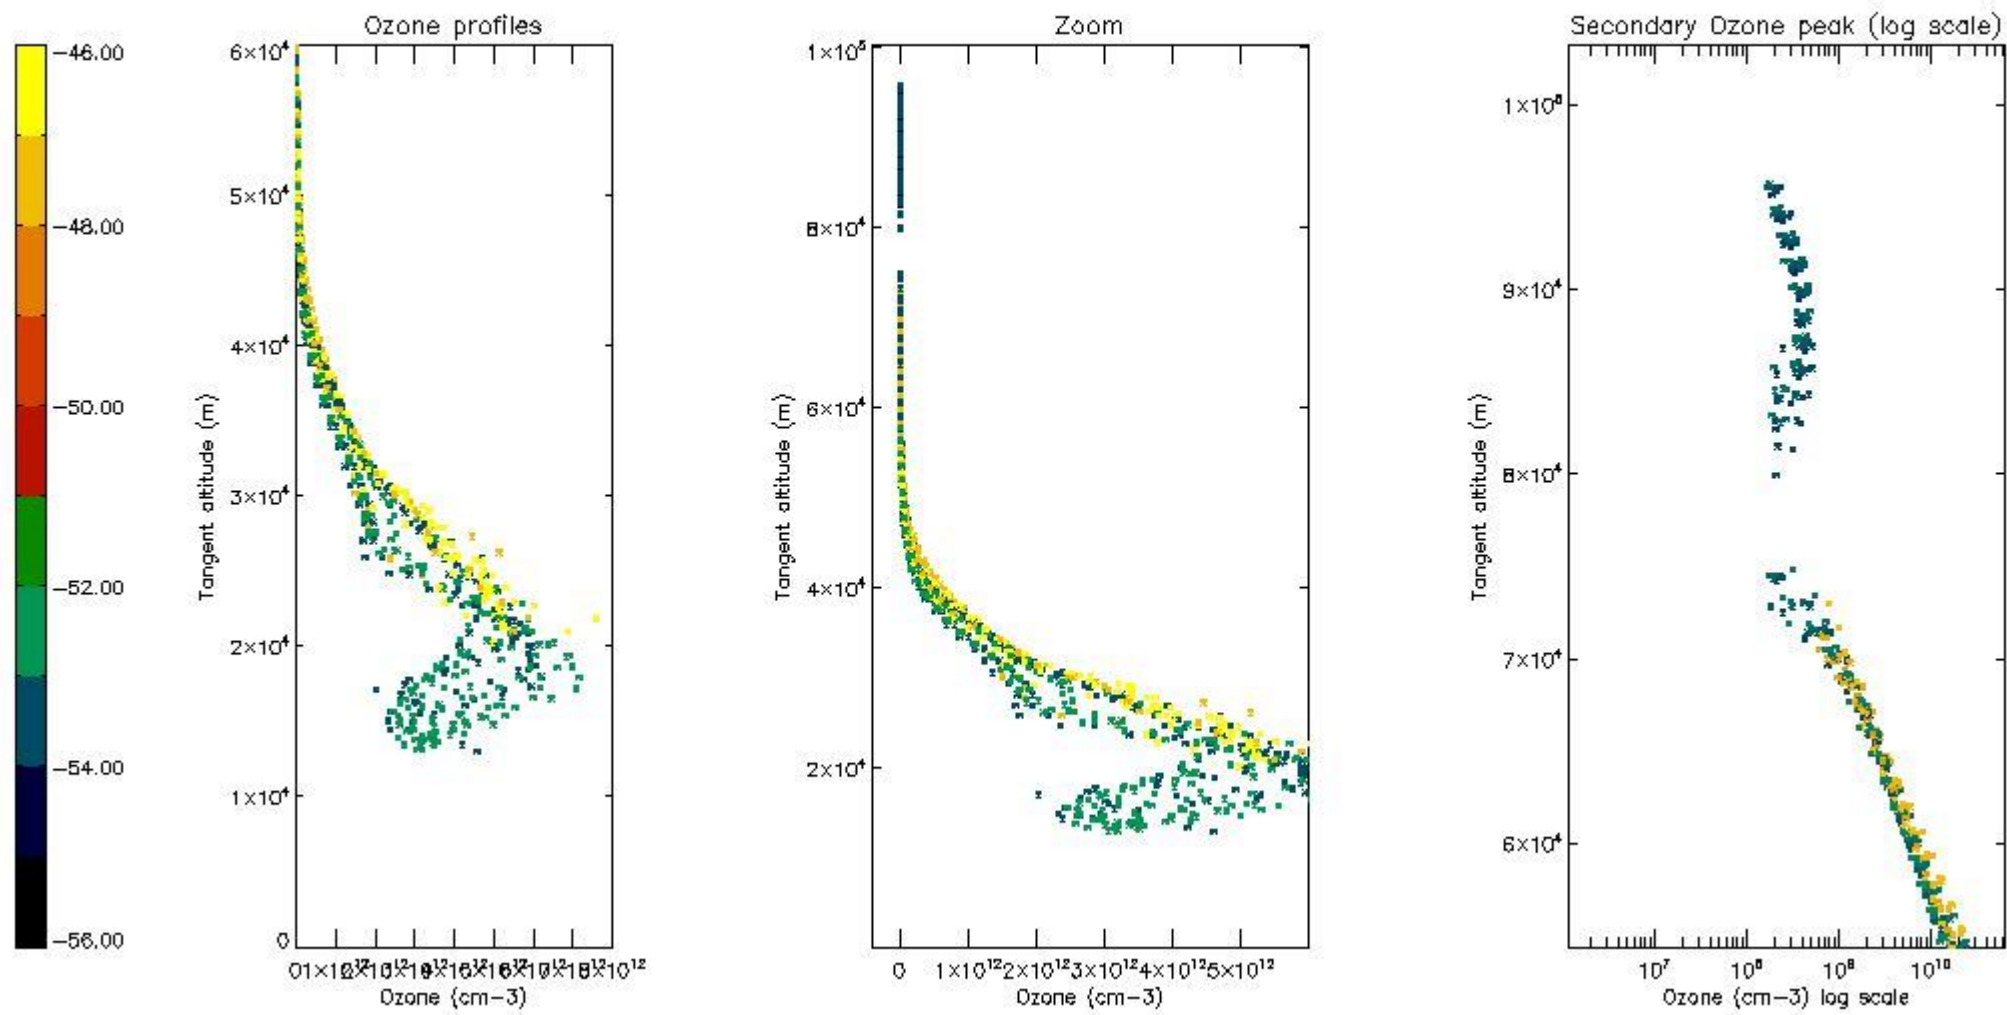 Ozone profiles
Zoom
Secondary Ozone peak (log scale)
−46.00
−48.00
−50.00
−52.00
−54.00
−56.00
6×10⁴
5×10⁴
4×10⁴
3×10⁴
2×10⁴
1×10⁴
0
Tangent altitude (m)
Ozone (cm−3)
1×10⁵
8×10⁴
6×10⁴
4×10⁴
2×10⁴
Tangent altitude (m)
0 1×10¹² 2×10¹² 3×10¹² 4×10¹² 5×10¹²
Ozone (cm−3)
9×10⁴
8×10⁴
7×10⁴
6×10⁴
Tangent altitude (m)
10⁷ 10⁸ 10⁹ 10¹⁰
Ozone (cm−3) log scale